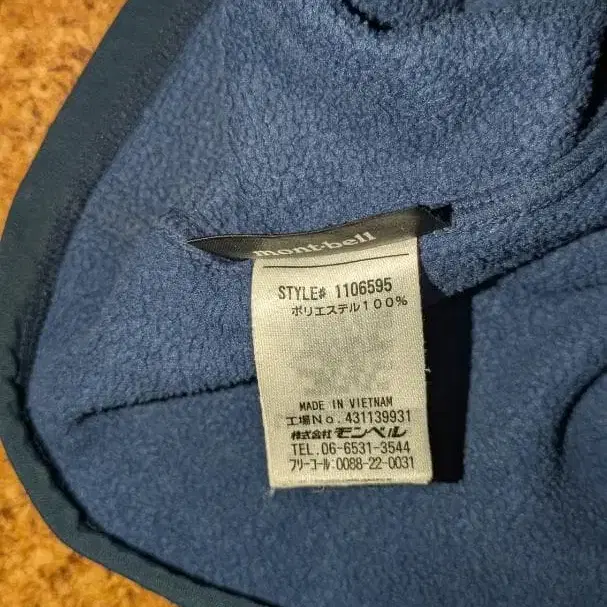 mont-bell
STYLE# 1106595
ポリエステル100%
MADE IN VIETNAM
工場No. 431139931
株式会社 モンベル
TEL. 06-6531-3544
フリーコール:0088-22-0031